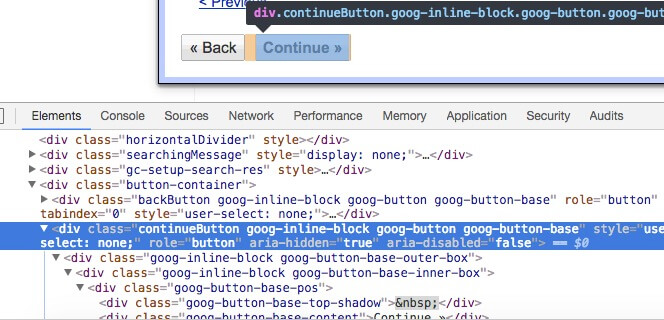 < Previou
div.continueButton.goog-inline-block.goog-button.goog-but
« Back
Continue »
Elements Console Sources Network Performance Memory Application Security Audits
<div class="horizontalDivider" style></div>
<div class="searchingMessage" style="display: none;">…</div>
<div class="gc-setup-search-res" style>…</div>
<div class="button-container">
<div class="backButton goog-inline-block goog-button goog-button-base" role="button"
tabindex="0" style="user-select: none;">…</div>
<div class="continueButton goog-inline-block goog-button goog-button-base" style="use
select: none;" role="button" aria-hidden="true" aria-disabled="false"> == $0
<div class="goog-inline-block goog-button-base-outer-box">
<div class="goog-inline-block goog-button-base-inner-box">
<div class="goog-button-base-pos">
<div class="goog-button-base-top-shadow">&nbsp;</div>
<div class="goog-button-base-content">Continue »</div>